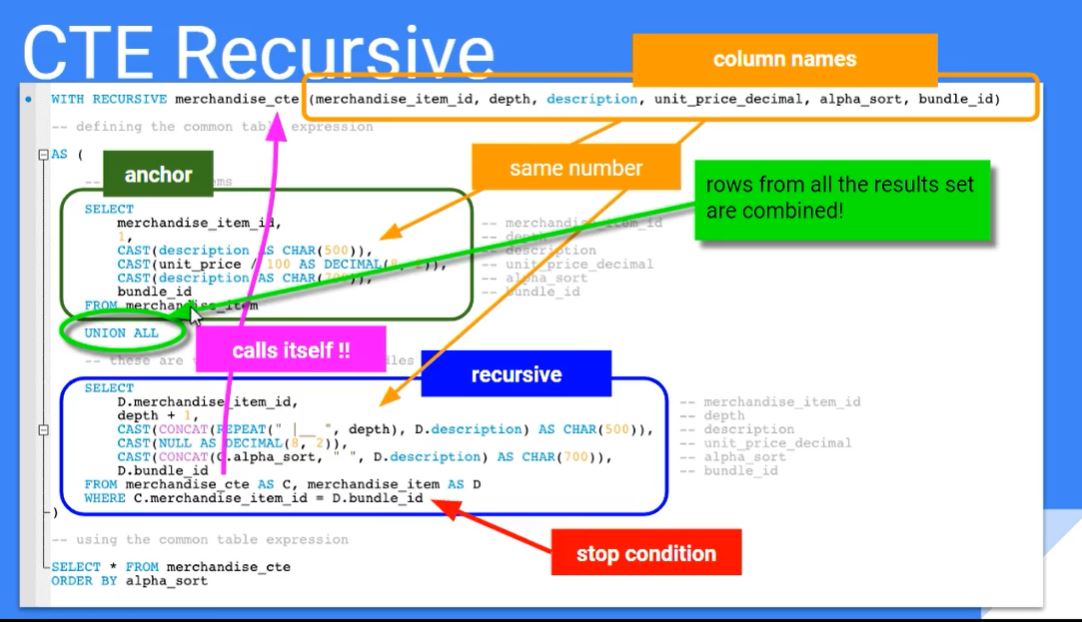 CTE Recursive
column names
WITH RECURSIVE merchandise_cte (merchandise_item_id, depth, description, unit_price_decimal, alpha_sort, bundle_id)
-- defining the common table expression
same number
AS (
anchor
rows from all the results set
are combined!
SELECT
merchandise_item_id, -- merchandise_item_id
1, -- depth
CAST(description AS CHAR(500)), -- description
CAST(unit_price / 100 AS DECIMAL(8, 2)), -- unit_price_decimal
CAST(description AS CHAR(700)), -- alpha_sort
bundle_id -- bundle_id
FROM merchandise_item
UNION ALL
calls itself !!
-- these are
recursive
SELECT
D.merchandise_item_id, -- merchandise_item_id
depth + 1, -- depth
CAST(CONCAT(REPEAT(" |__ ", depth), D.description) AS CHAR(500)), -- description
CAST(NULL AS DECIMAL(8, 2)), -- unit_price_decimal
CAST(CONCAT(C.alpha_sort, " ", D.description) AS CHAR(700)), -- alpha_sort
D.bundle_id -- bundle_id
FROM merchandise_cte AS C, merchandise_item AS D
WHERE C.merchandise_item_id = D.bundle_id
)
stop condition
-- using the common table expression
SELECT * FROM merchandise_cte
ORDER BY alpha_sort